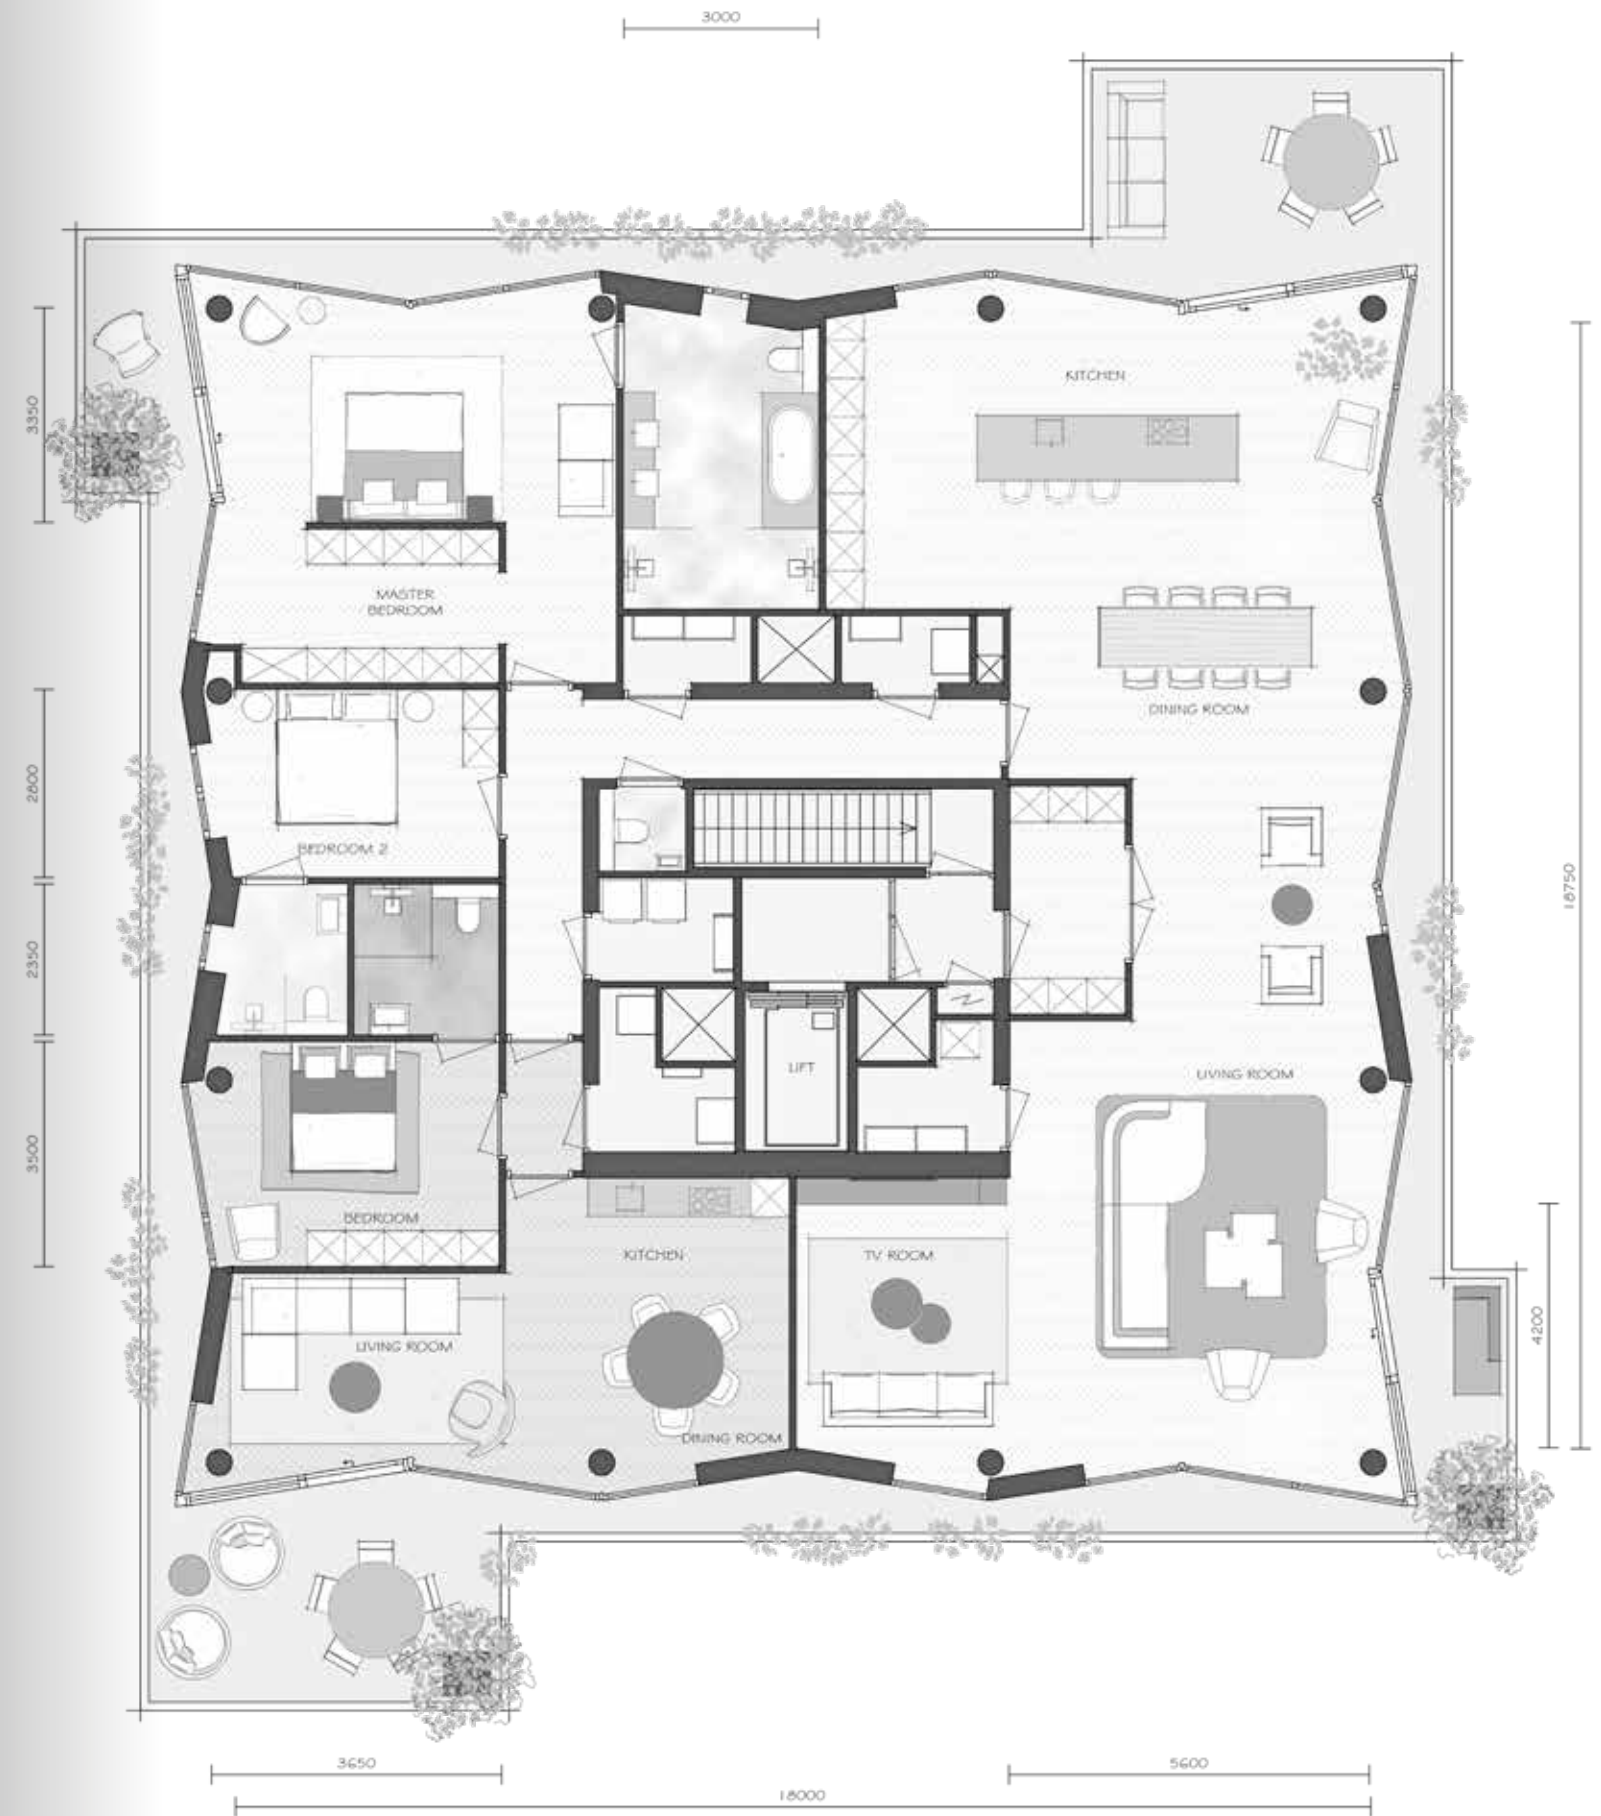 3000
KITCHEN
3350
MASTER
BEDROOM
DINING ROOM
2800
BEDROOM 2
18750
2350
LIFT
LIVING ROOM
3500
BEDROOM
KITCHEN
TV ROOM
4200
LIVING ROOM
DINING ROOM
3650
5600
18000